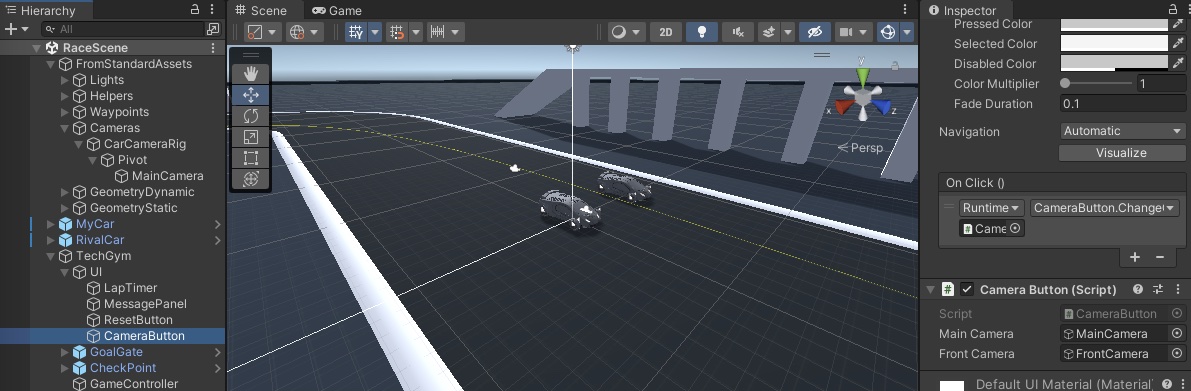 Hierarchy
All
RaceScene
FromStandardAssets
Lights
Helpers
Waypoints
Cameras
CarCameraRig
Pivot
MainCamera
GeometryDynamic
GeometryStatic
MyCar
RivalCar
TechGym
UI
LapTimer
MessagePanel
ResetButton
CameraButton
GoalGate
CheckPoint
GameController
Scene
Game
2D
y
x
z
Persp
Inspector
Pressed Color
Selected Color
Disabled Color
Color Multiplier 1
Fade Duration 0.1
Navigation Automatic
Visualize
On Click ()
Runtime CameraButton.Change
Came
Camera Button (Script)
Script CameraButton
Main Camera MainCamera
Front Camera FrontCamera
Default UI Material (Material)